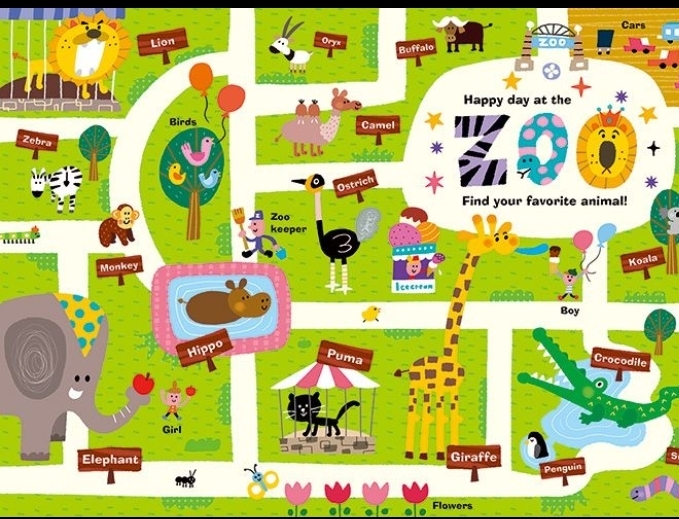 Lion
Oryx
Buffalo
ZOO
Cars
Zebra
Birds
Camel
Happy day at the
ZOO
Find your favorite animal!
Ostrich
Zoo
keeper
Monkey
Icecream
Koala
Boy
Hippo
Puma
Crocodile
Girl
Elephant
Giraffe
Penguin
Flowers